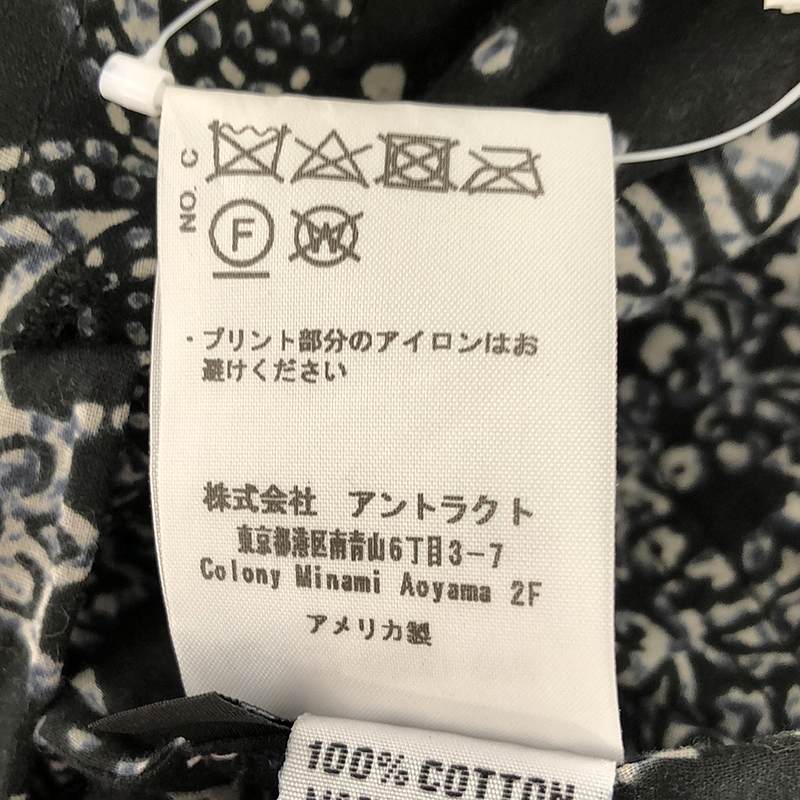 NO. C
F W
・プリント部分のアイロンはお
避けください
株式会社 アントラクト
東京都港区南青山6丁目3-7
Colony Minami Aoyama 2F
アメリカ製
100% COTTON